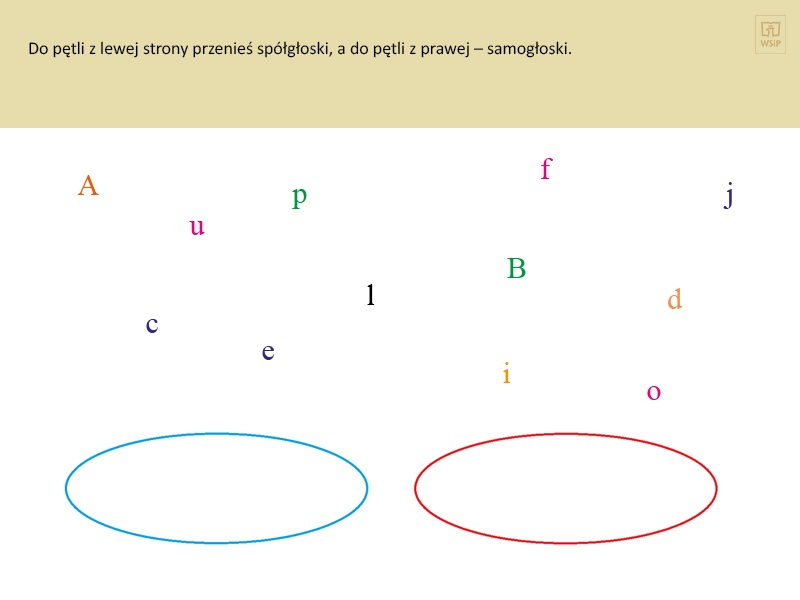 Do pętli z lewej strony przenieś spółgłoski, a do pętli z prawej – samogłoski.
WSiP
A
p
f
j
u
B
l
d
c
e
i
o